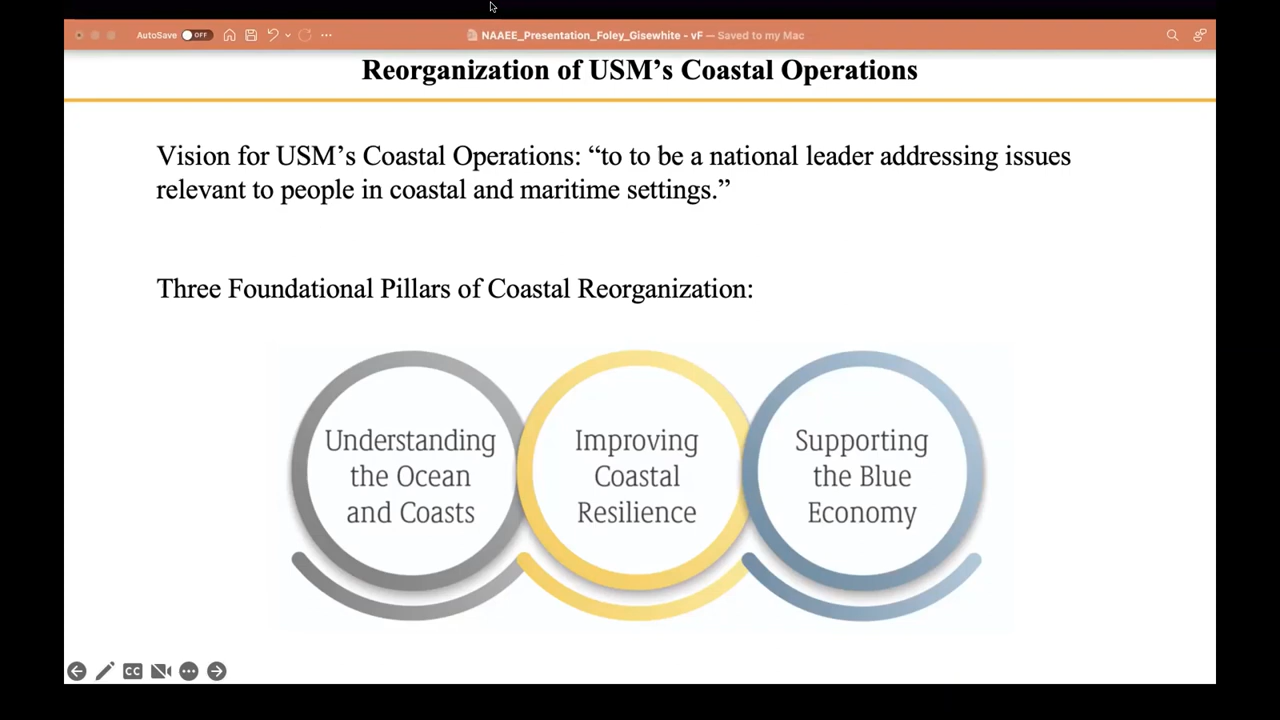 AutoSave OFF
NAAEE_Presentation_Foley_Gisewhite - vF — Saved to my Mac
Reorganization of USM’s Coastal Operations
Vision for USM’s Coastal Operations: “to to be a national leader addressing issues
relevant to people in coastal and maritime settings.”
Three Foundational Pillars of Coastal Reorganization:
Understanding
the Ocean
and Coasts
Improving
Coastal
Resilience
Supporting
the Blue
Economy
CC